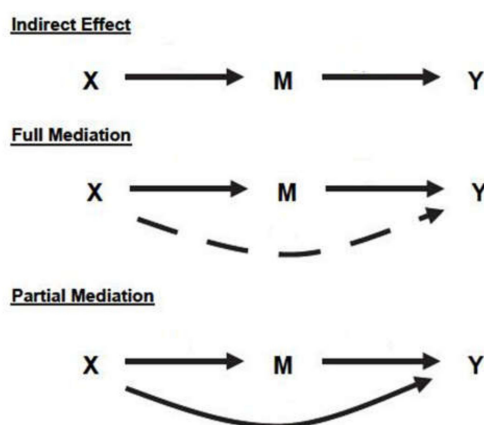 Indirect Effect
X M Y
Full Mediation
X M Y
Partial Mediation
X M Y